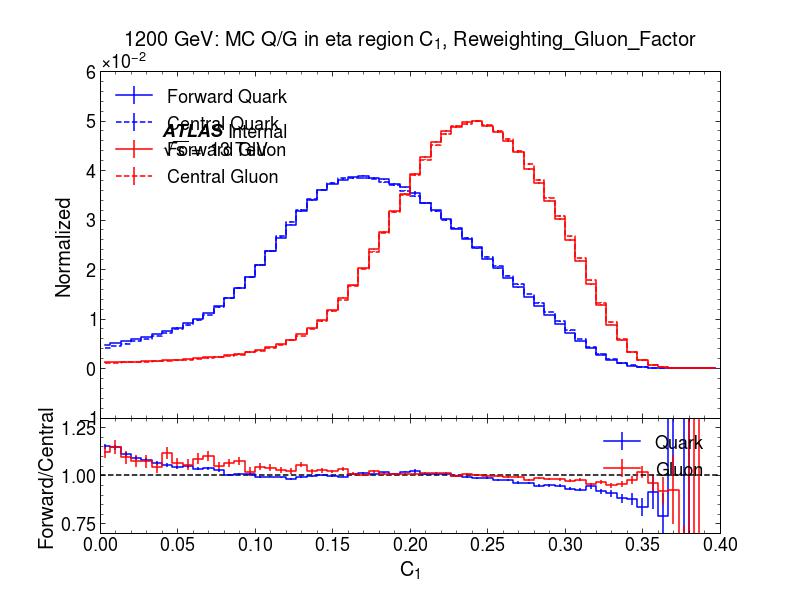 1200 GeV: MC Q/G in eta region C₁, Reweighting_Gluon_Factor
×10⁻²
6
5
4
3
2
1
0
−1
Normalized
Forward Quark
Central Quark
ATLAS Internal
√s = 13 TeV
Forward Gluon
Central Gluon
1.25
1.00
0.75
Forward/Central
Quark
Gluon
0.00 0.05 0.10 0.15 0.20 0.25 0.30 0.35 0.40
C₁